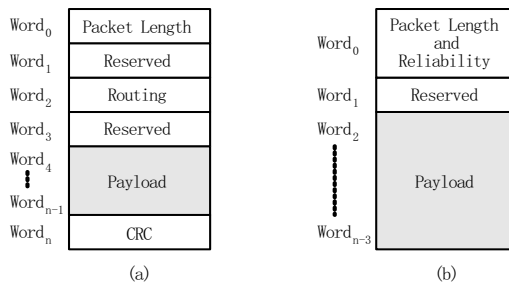 Word0 Packet Length
Word1 Reserved
Word2 Routing
Word3 Reserved
Word4
Payload
Wordn-1
Wordn CRC
(a)
Word0 Packet Length
and
Reliability
Word1 Reserved
Word2
Payload
Wordn-3
(b)